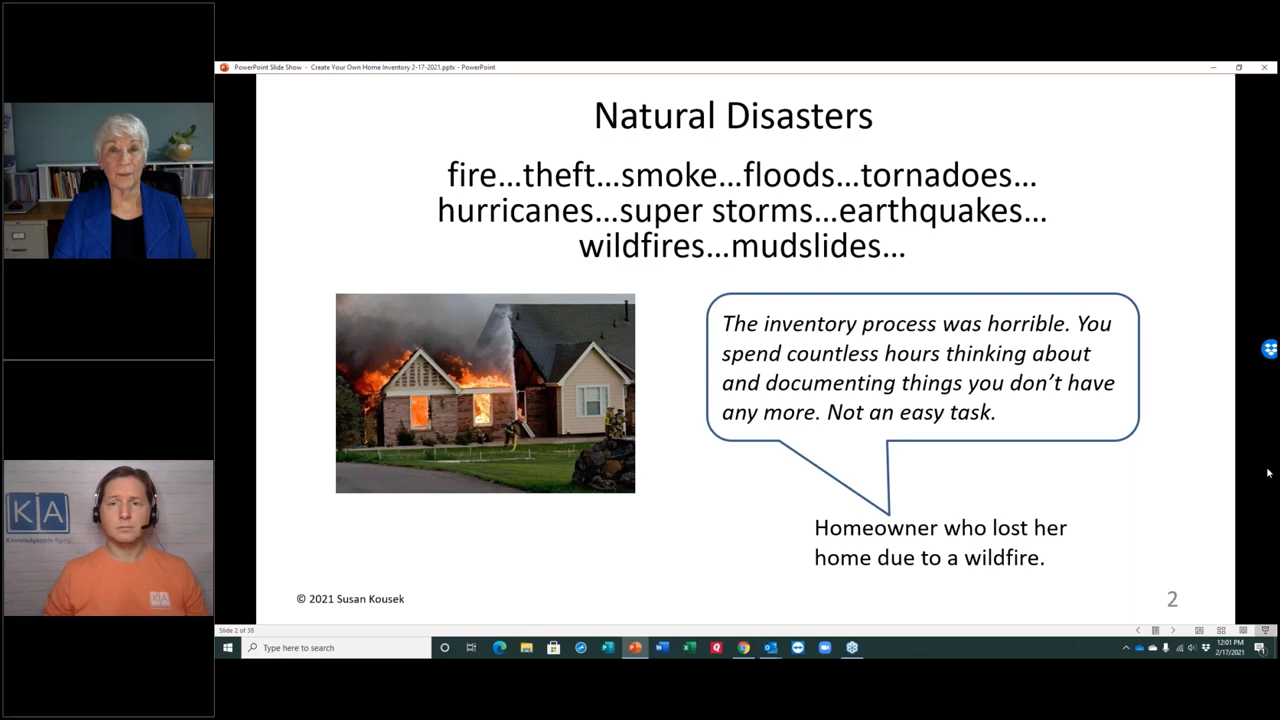 PowerPoint Slide Show - Create Your Own Home Inventory 2-17-2021.pptx - PowerPoint
Natural Disasters
fire...theft...smoke...floods...tornadoes...
hurricanes...super storms...earthquakes...
wildfires...mudslides...
The inventory process was horrible. You
spend countless hours thinking about
and documenting things you don't have
any more. Not an easy task.
Homeowner who lost her
home due to a wildfire.
© 2021 Susan Kousek
2
KA
Knowledgeable Aging
KA
Slide 2 of 38
Type here to search
12:01 PM
2/17/2021